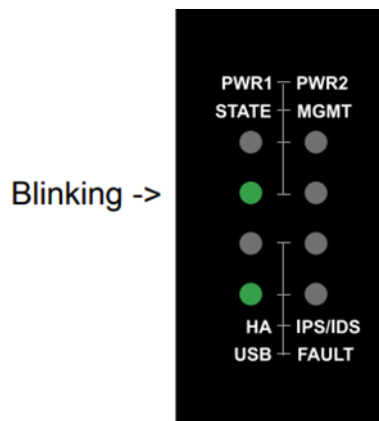 PWR1 PWR2
STATE MGMT
Blinking ->
HA IPS/IDS
USB FAULT